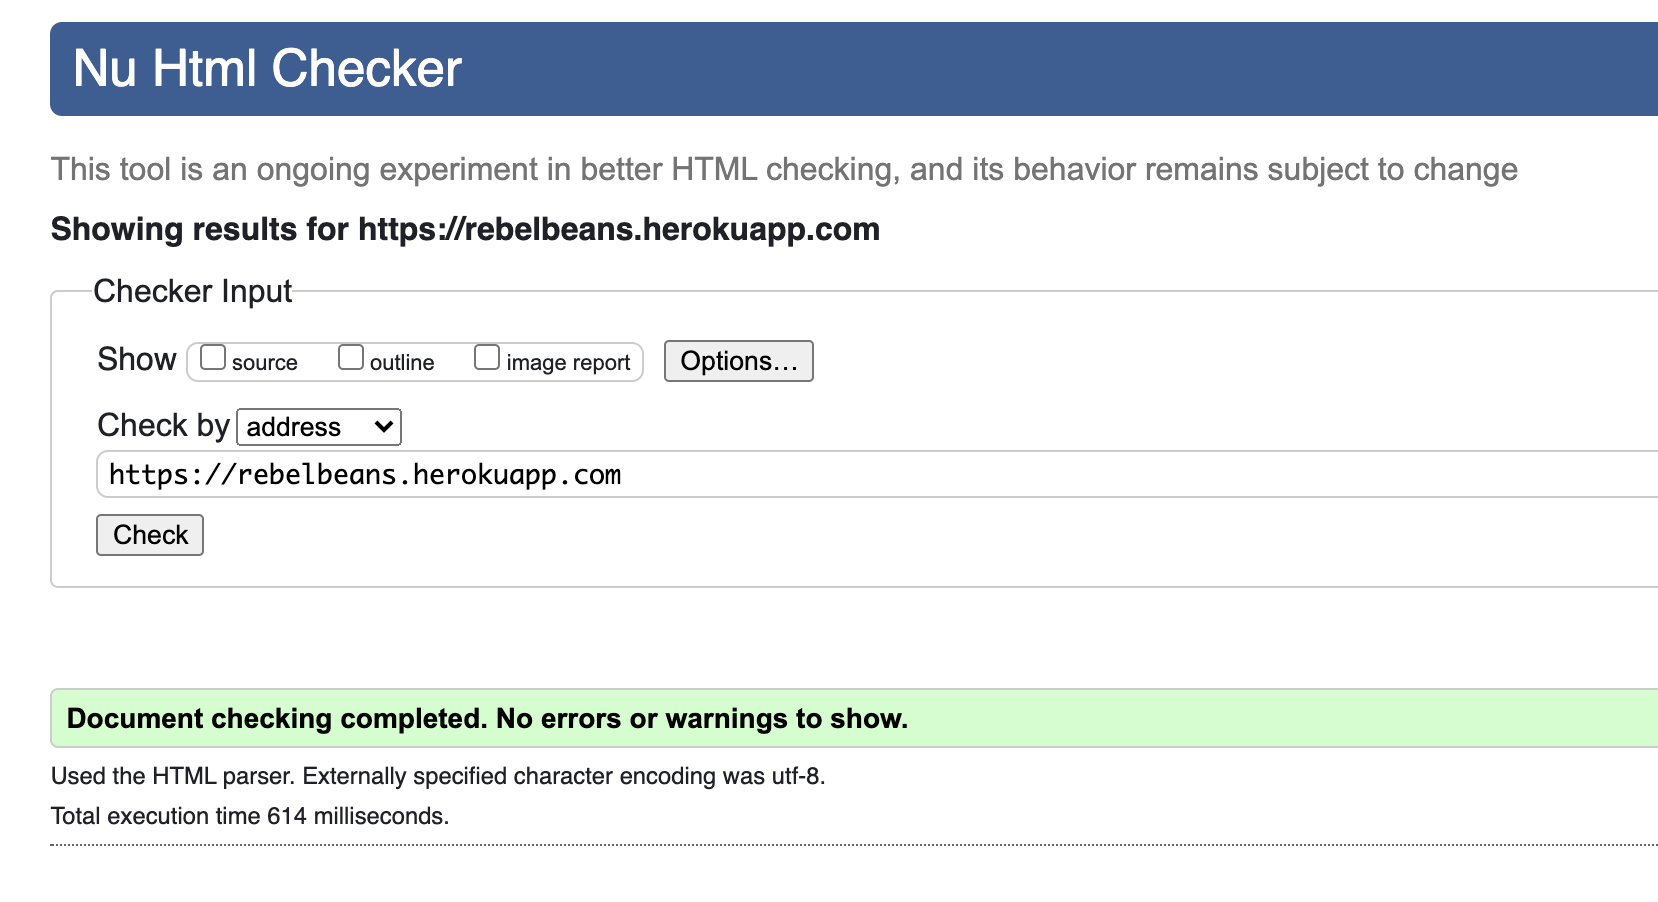 Nu Html Checker
This tool is an ongoing experiment in better HTML checking, and its behavior remains subject to change
Showing results for https://rebelbeans.herokuapp.com
Checker Input
Show source outline image report Options...
Check by address
https://rebelbeans.herokuapp.com
Check
Document checking completed. No errors or warnings to show.
Used the HTML parser. Externally specified character encoding was utf-8.
Total execution time 614 milliseconds.